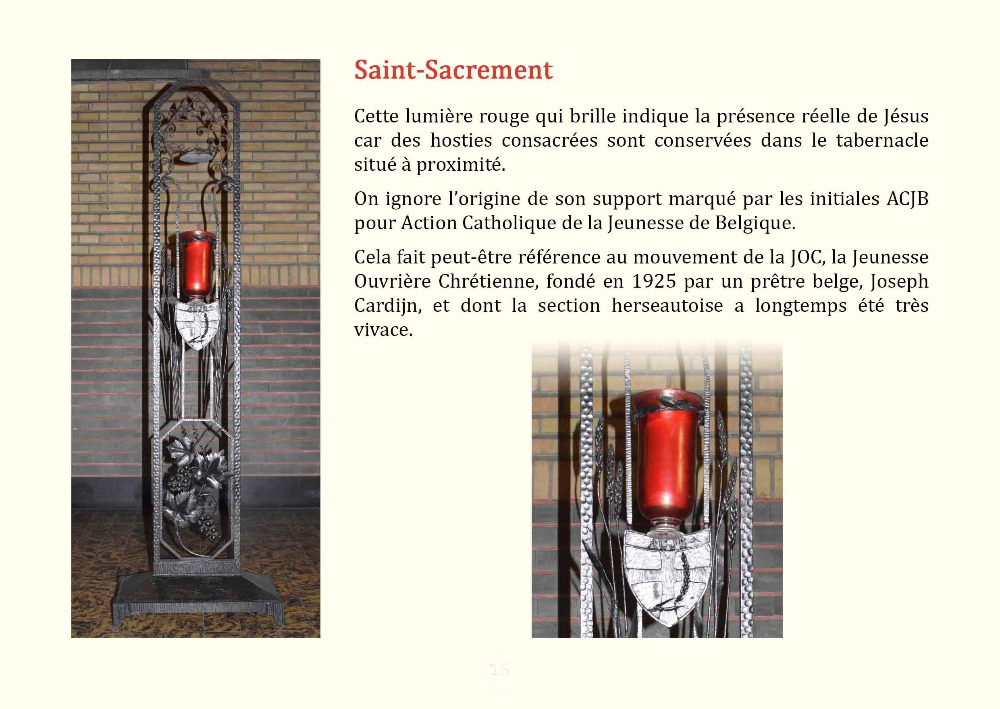 Saint-Sacrement
Cette lumière rouge qui brille indique la présence réelle de Jésus
car des hosties consacrées sont conservées dans le tabernacle
situé à proximité.
On ignore l’origine de son support marqué par les initiales ACJB
pour Action Catholique de la Jeunesse de Belgique.
Cela fait peut-être référence au mouvement de la JOC, la Jeunesse
Ouvrière Chrétienne, fondé en 1925 par un prêtre belge, Joseph
Cardijn, et dont la section herseautoise a longtemps été très
vivace.
ACJB
ACJB
15